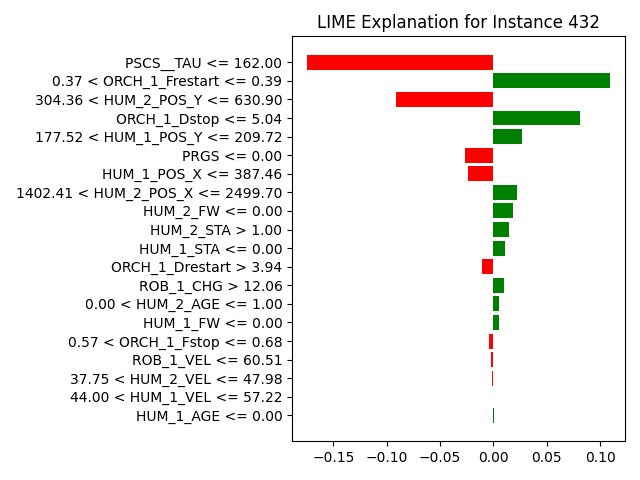 LIME Explanation for Instance 432
PSCS__TAU <= 162.00
0.37 < ORCH_1_Frestart <= 0.39
304.36 < HUM_2_POS_Y <= 630.90
ORCH_1_Dstop <= 5.04
177.52 < HUM_1_POS_Y <= 209.72
PRGS <= 0.00
HUM_1_POS_X <= 387.46
1402.41 < HUM_2_POS_X <= 2499.70
HUM_2_FW <= 0.00
HUM_2_STA > 1.00
HUM_1_STA <= 0.00
ORCH_1_Drestart > 3.94
ROB_1_CHG > 12.06
0.00 < HUM_2_AGE <= 1.00
HUM_1_FW <= 0.00
0.57 < ORCH_1_Fstop <= 0.68
ROB_1_VEL <= 60.51
37.75 < HUM_2_VEL <= 47.98
44.00 < HUM_1_VEL <= 57.22
HUM_1_AGE <= 0.00
−0.15 −0.10 −0.05 0.00 0.05 0.10